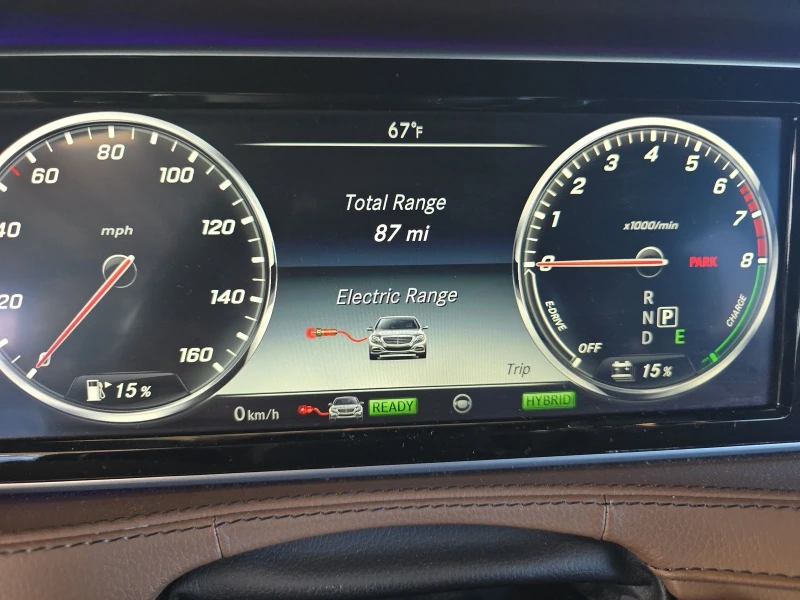 67°F
80
60
100
40
120
mph
20
140
160
15%
Total Range
87 mi
Electric Range
Trip
0 km/h
READY
HYBRID
4
3
5
2
6
1
7
x1000/min
0
PARK
8
R
N P
D E
E-DRIVE
CHARGE
OFF
15%